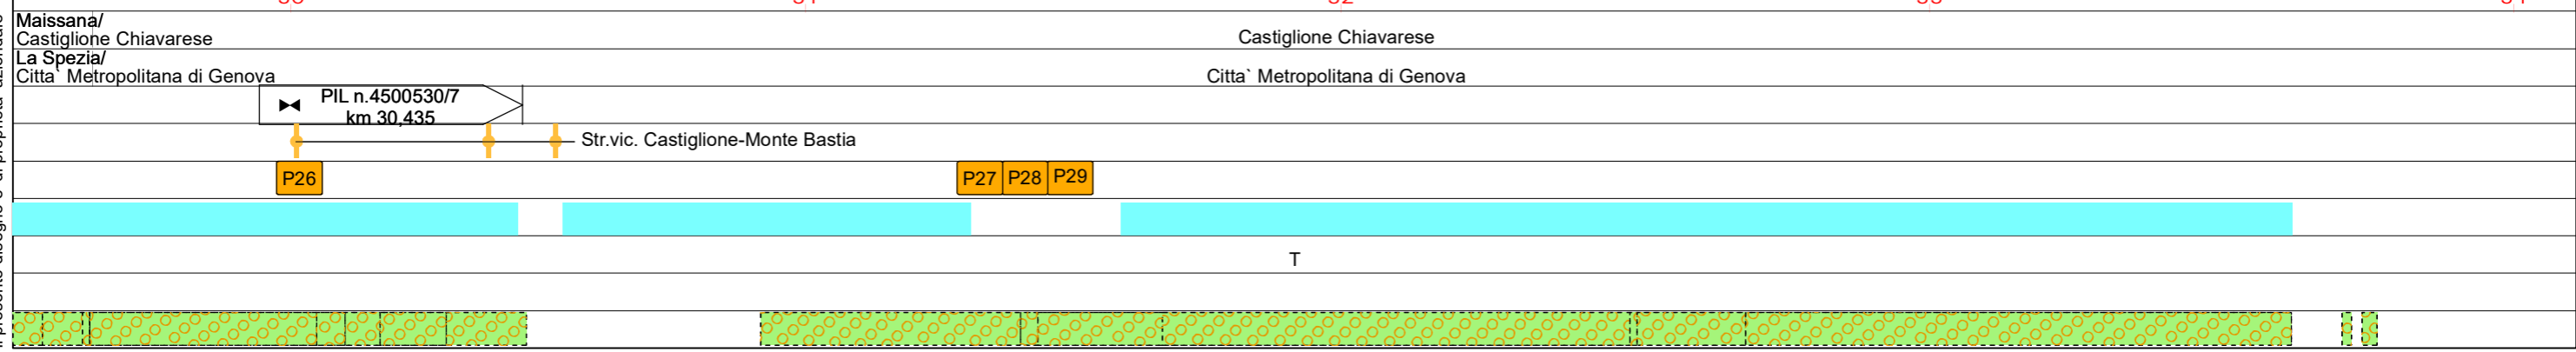 Maissana/
Castiglione Chiavarese
Castiglione Chiavarese
La Spezia/
Citta` Metropolitana di Genova
Citta` Metropolitana di Genova
PIL n.4500530/7
km 30,435
Str.vic. Castiglione-Monte Bastia
P26
P27
P28
P29
T